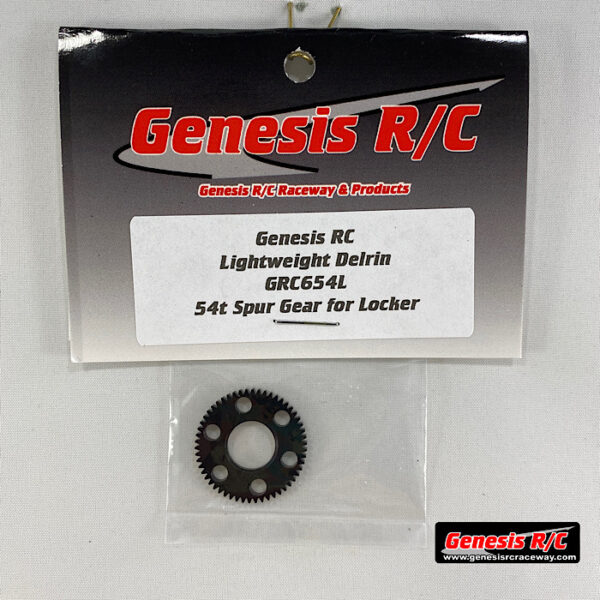 Genesis R/C
Genesis R/C Raceway & Products
Genesis RC
Lightweight Delrin
GRC654L
54t Spur Gear for Locker
Genesis R/C
www.genesisrcraceway.com